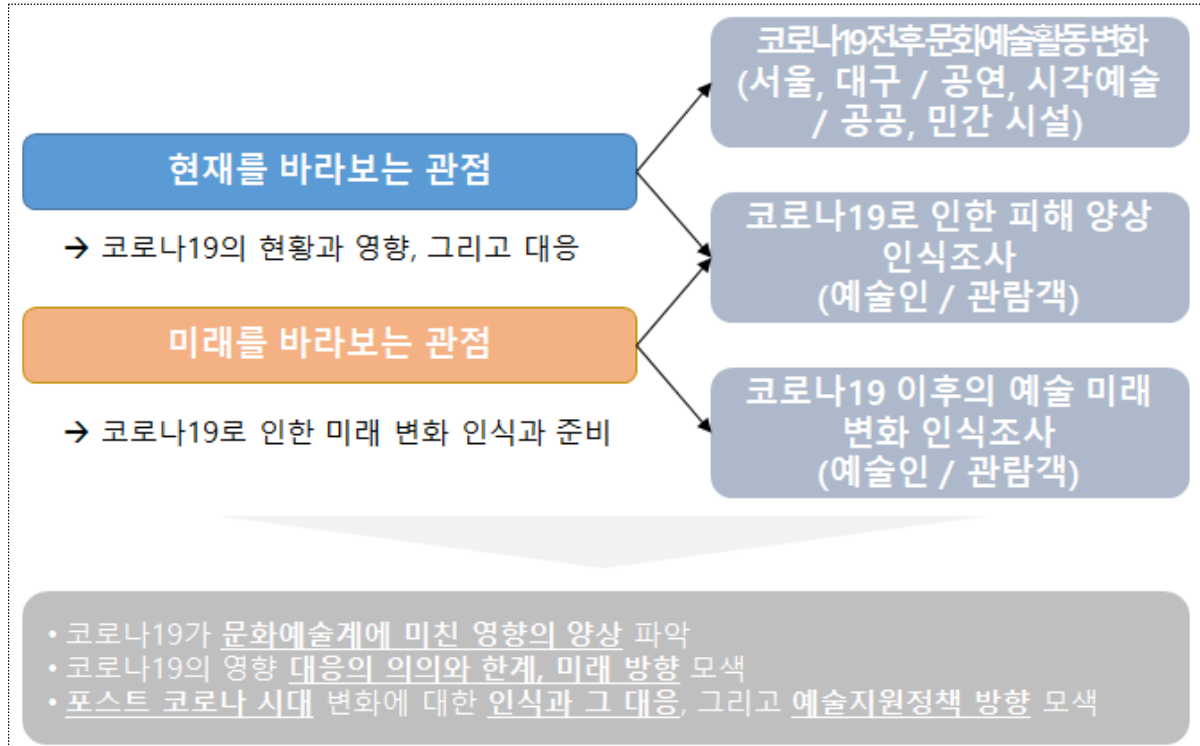 현재를 바라보는 관점
→ 코로나19의 현황과 영향, 그리고 대응
미래를 바라보는 관점
→ 코로나19로 인한 미래 변화 인식과 준비
코로나19전·후 문화예술활동 변화
(서울, 대구 / 공연, 시각예술
/ 공공, 민간 시설)
코로나19로 인한 피해 양상
인식조사
(예술인 / 관람객)
코로나19 이후의 예술 미래
변화 인식조사
(예술인 / 관람객)
• 코로나19가 문화예술계에 미친 영향의 양상 파악
• 코로나19의 영향 대응의 의의와 한계, 미래 방향 모색
• 포스트 코로나 시대 변화에 대한 인식과 그 대응, 그리고 예술지원정책 방향 모색